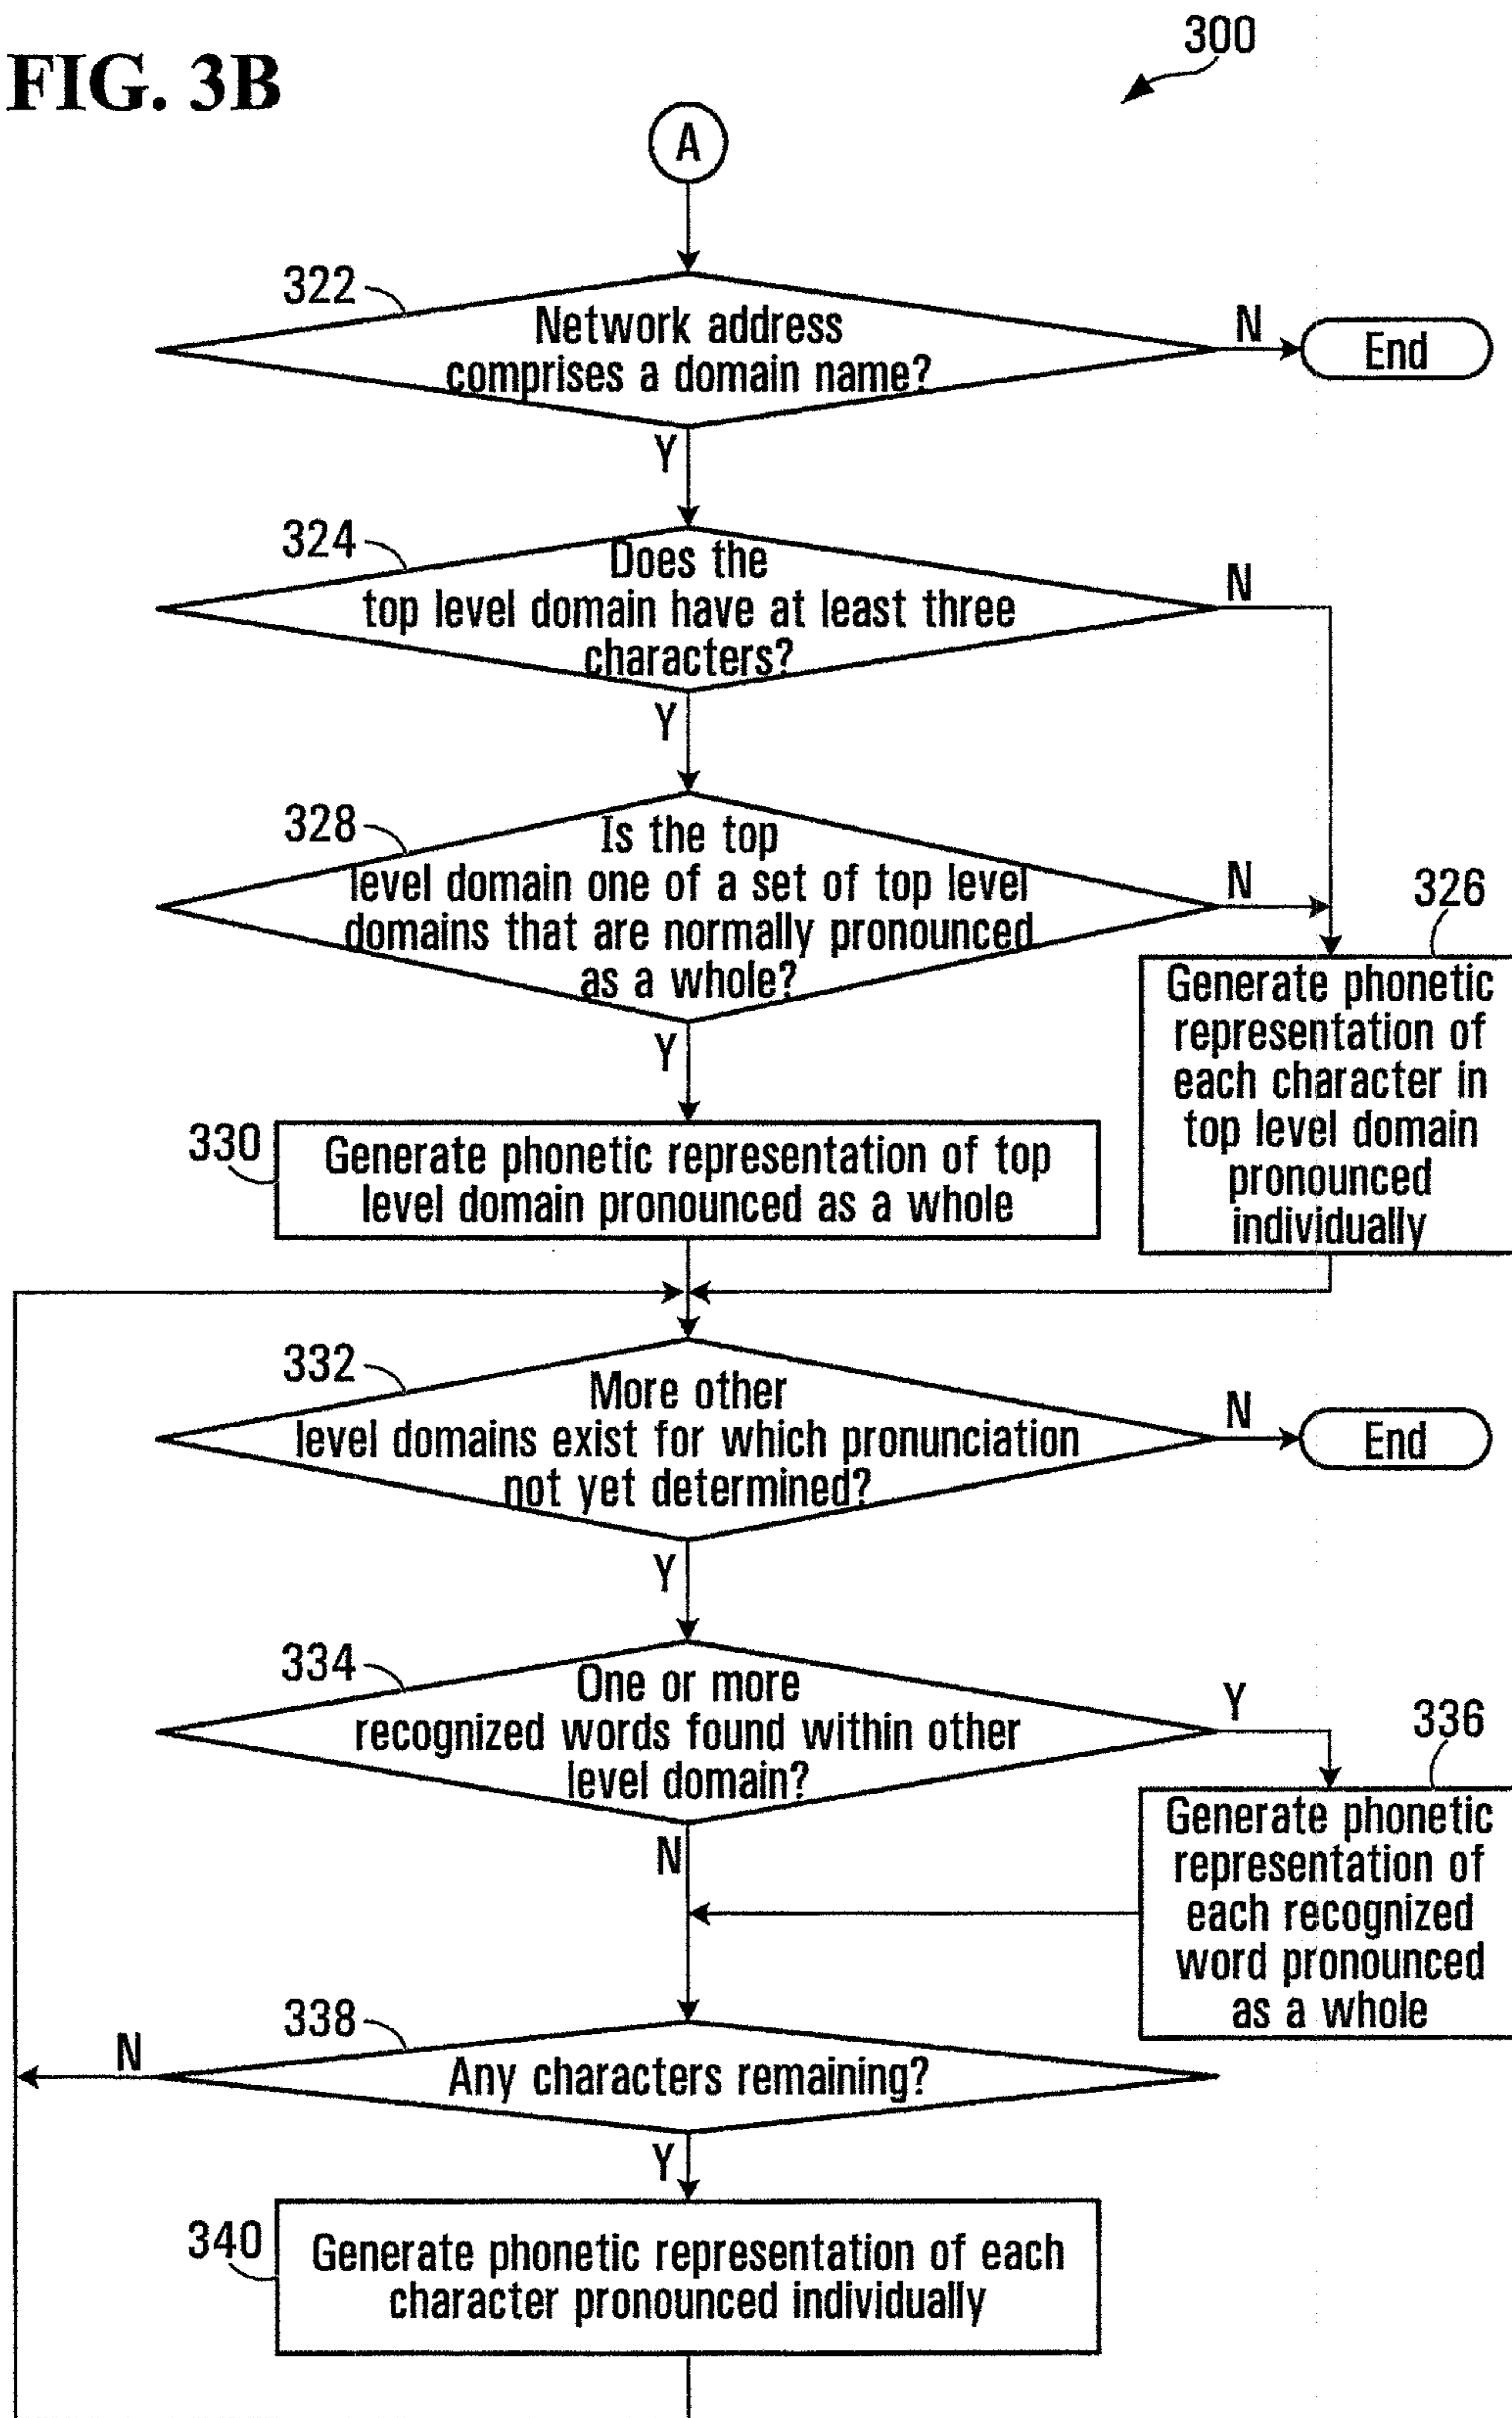 FIG. 3B
300
A
322
Network address
comprises a domain name?
N
End
Y
324
Does the
top level domain have at least three
characters?
N
Y
328
Is the top
level domain one of a set of top level
domains that are normally pronounced
as a whole?
N
326
Generate phonetic
representation of
each character in
top level domain
pronounced
individually
Y
330
Generate phonetic representation of top
level domain pronounced as a whole
332
More other
level domains exist for which pronunciation
not yet determined?
N
End
Y
334
One or more
recognized words found within other
level domain?
Y
336
Generate phonetic
representation of
each recognized
word pronounced
as a whole
N
338
Any characters remaining?
N
Y
340
Generate phonetic representation of each
character pronounced individually